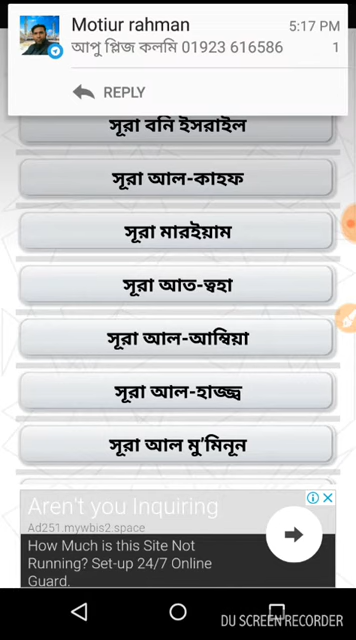 Motiur rahman 5:17 PM
আপু প্লিজ কলমি 01923 616586 1
REPLY
সূরা বনি ইসরাইল
সূরা আল-কাহফ
সূরা মারইয়াম
সূরা আত-ত্বহা
সূরা আল-আম্বিয়া
সূরা আল-হাজ্জ্ব
সূরা আল মু'মিনূন
Aren't you Inquiring
Ad251.mywbis2.space
How Much is this Site Not
Running? Set-up 24/7 Online
Guard.
DU SCREEN RECORDER